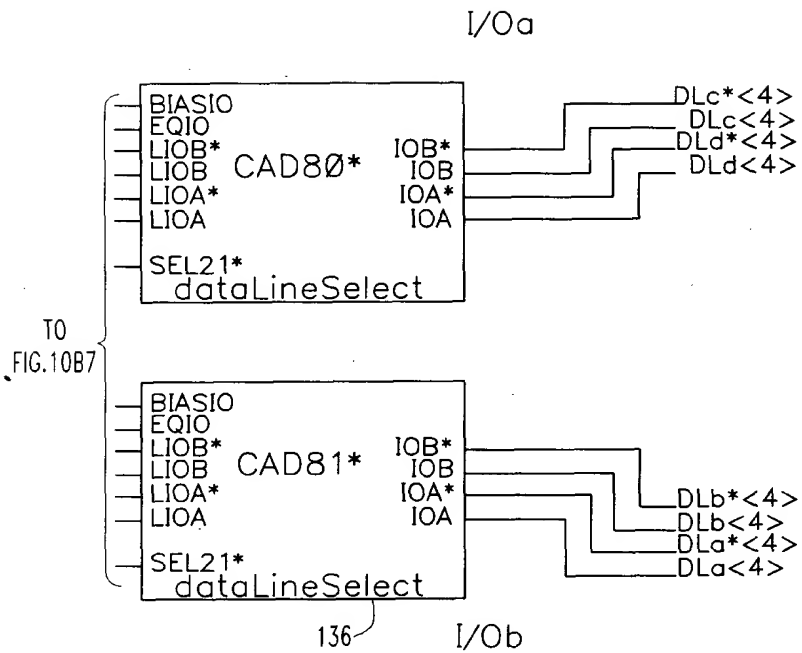 I/Oa
BIASIO
EQIO
LIOB*
LIOB
LIOA*
LIOA
SEL21*
CAD80*
dataLineSelect
IOB*
IOB
IOA*
IOA
DLc*<4>
DLc<4>
DLd*<4>
DLd<4>
TO
FIG.10B7
BIASIO
EQIO
LIOB*
LIOB
LIOA*
LIOA
SEL21*
CAD81*
dataLineSelect
IOB*
IOB
IOA*
IOA
DLb*<4>
DLb<4>
DLa*<4>
DLa<4>
136
I/Ob